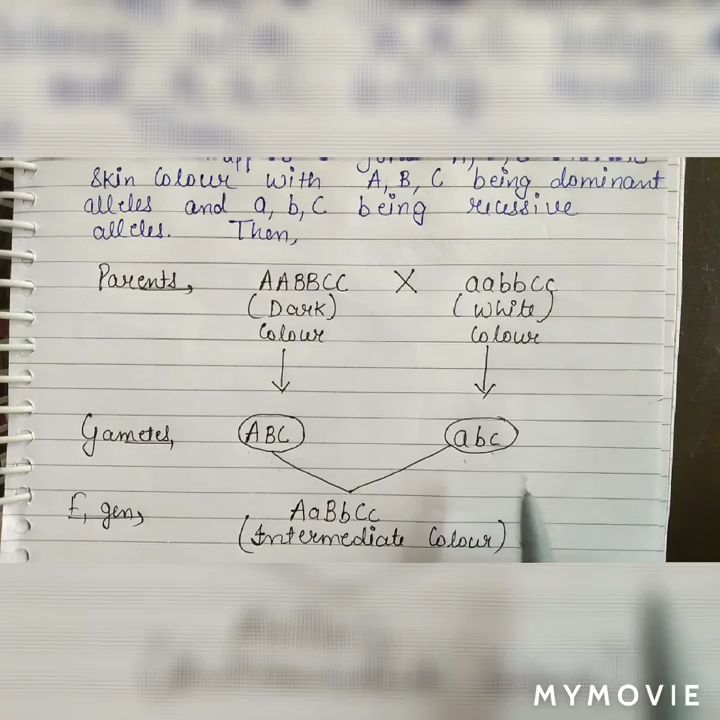 Skin Colour with A, B, C being dominant
alleles and a, b, C being recessive
alleles. Then,
Parents, AABBCC X aabbcc
(Dark) (White)
Colour Colour
Gametes, ABC abc
F, gen, AaBbCc
(Intermediate Colour)
MYMOVIE